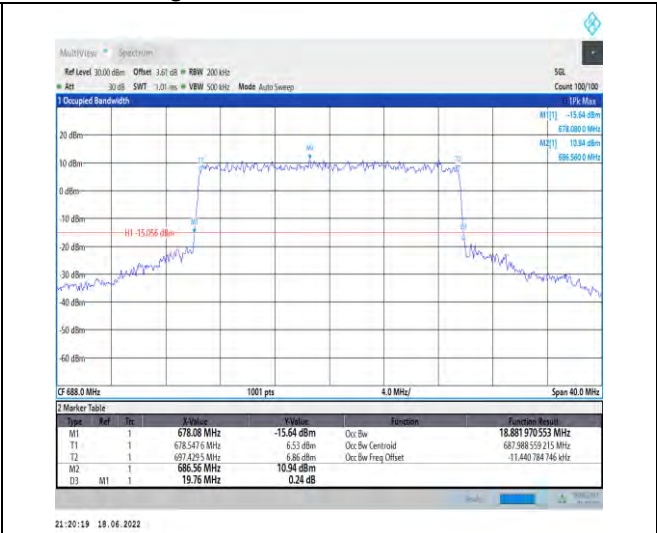 MultiView Spectrum
Ref Level 30.00 dBm Offset 3.61 dB RBW 200 kHz SGL
Att 30 dB SWT 1.01 ms VBW 500 kHz Mode Auto Sweep Count 100/100
1 Occupied Bandwidth 1Pk Max
M1[1] -15.64 dBm
678.080 0 MHz
M2[1] 10.94 dBm
686.560 0 MHz
20 dBm
M2
T1 T2
10 dBm
0 dBm
-10 dBm
M1 D3
H1 -15.056 dBm
-20 dBm
-30 dBm
-40 dBm
-50 dBm
-60 dBm
CF 688.0 MHz 1001 pts 4.0 MHz/ Span 40.0 MHz
2 Marker Table
Type Ref Trc X-Value Y-Value Function Function Result
M1 1 678.08 MHz -15.64 dBm Occ Bw 18.881 970 553 MHz
T1 1 678.547 6 MHz 6.53 dBm Occ Bw Centroid 687.988 559 215 MHz
T2 1 697.429 5 MHz 6.86 dBm Occ Bw Freq Offset -11.440 784 746 kHz
M2 1 686.56 MHz 10.94 dBm
D3 M1 1 19.76 MHz 0.24 dB
21:20:19 18.06.2022